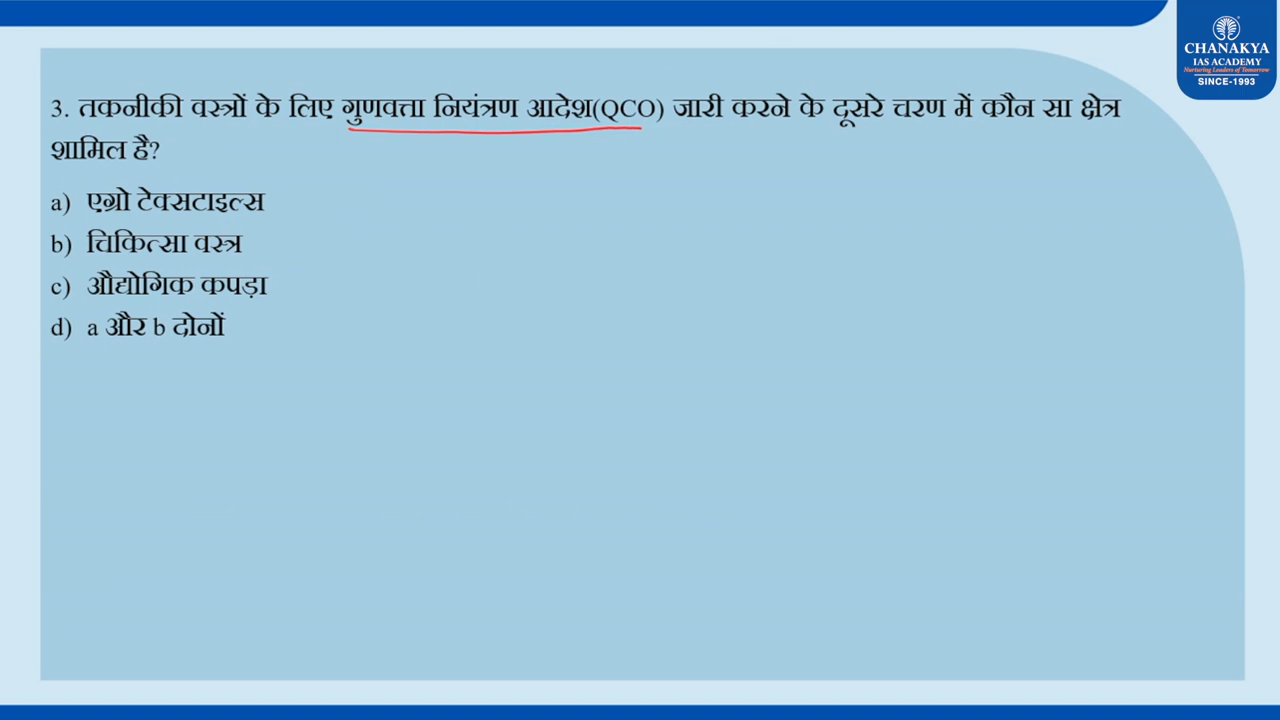 CHANAKYA
IAS ACADEMY
Nurturing Leaders of Tomorrow
SINCE-1993
3. तकनीकी वस्त्रों के लिए गुणवत्ता नियंत्रण आदेश(QCO) जारी करने के दूसरे चरण में कौन सा क्षेत्र
शामिल है?
a) एग्रो टेक्सटाइल्स
b) चिकित्सा वस्त्र
c) औद्योगिक कपड़ा
d) a और b दोनों